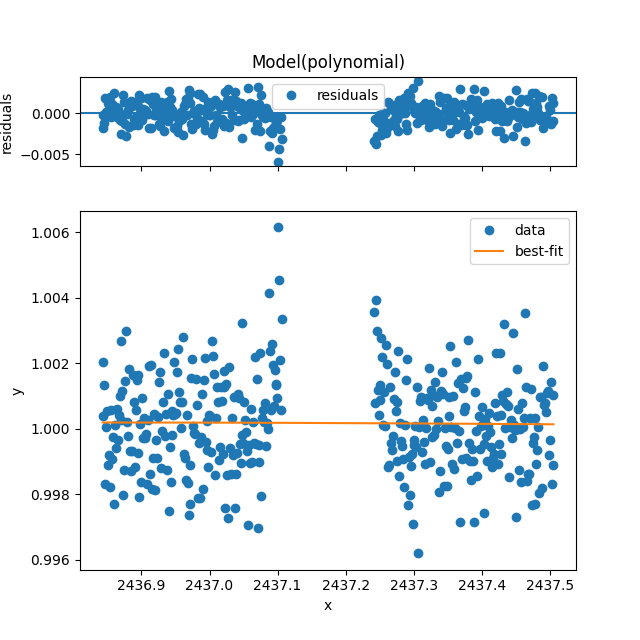 Model(polynomial)
residuals
0.000
−0.005
residuals
1.006
1.004
1.002
1.000
0.998
0.996
y
data
best-fit
2436.9 2437.0 2437.1 2437.2 2437.3 2437.4 2437.5
x